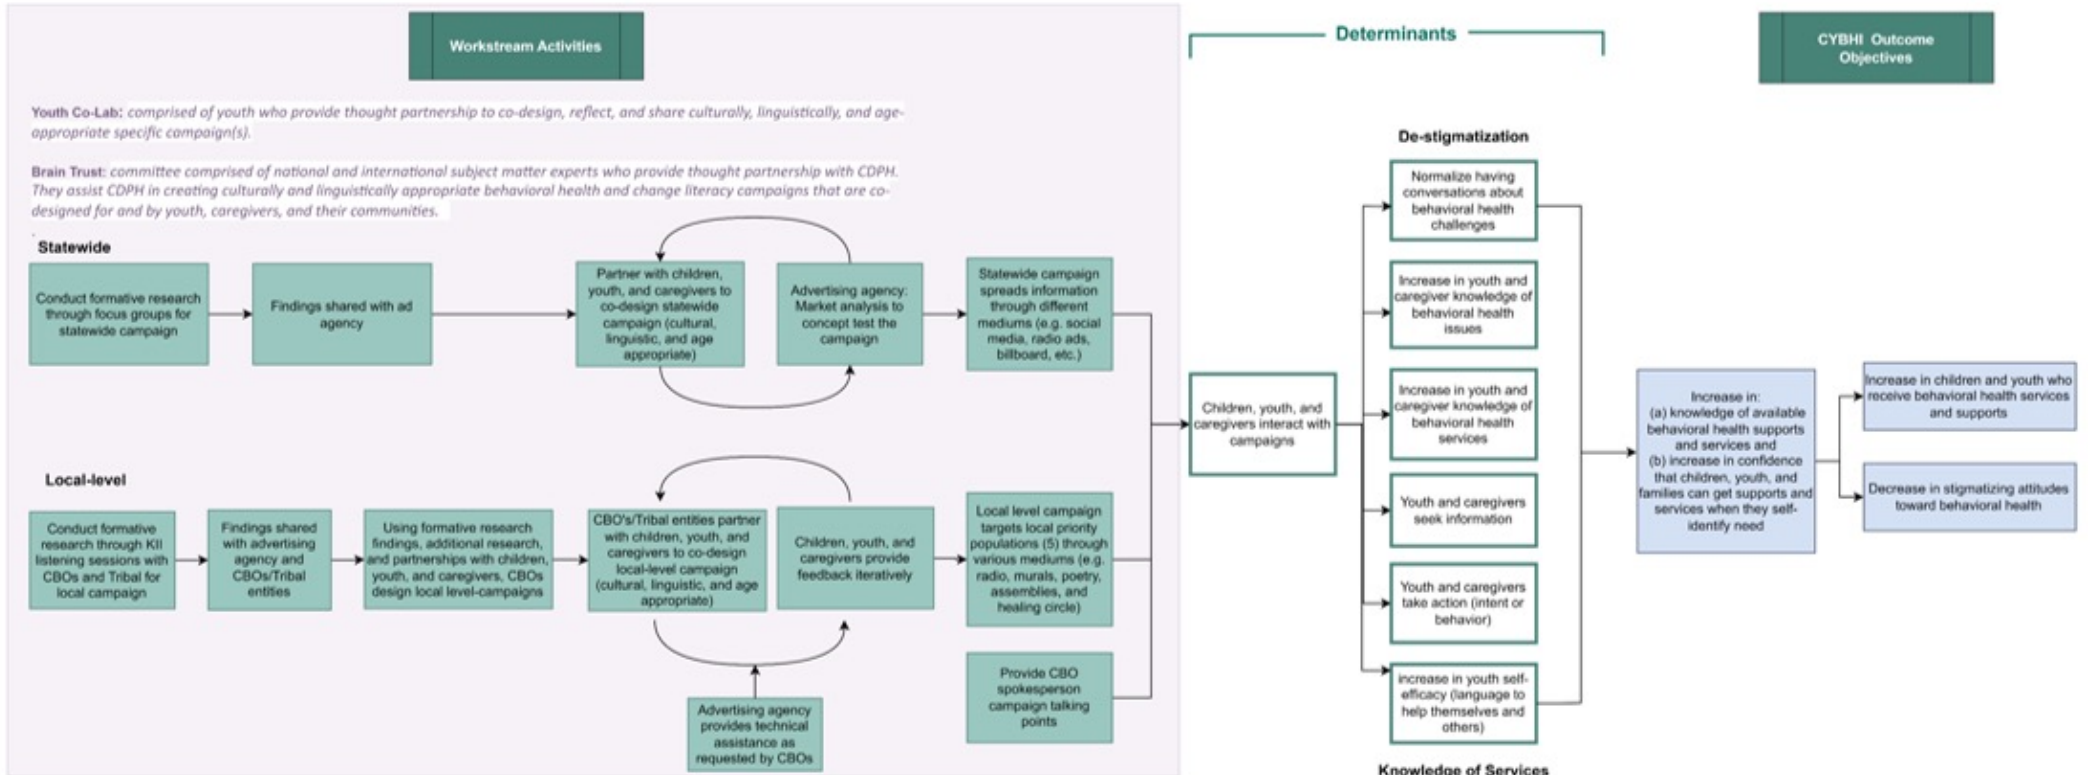 Workstream Activities
Determinants
CYBHI Outcome
Objectives
Youth Co-Lab: comprised of youth who provide thought partnership to co-design, reflect, and share culturally, linguistically, and age-
appropriate specific campaign(s).
Brain Trust: committee comprised of national and international subject matter experts who provide thought partnership with CDPH.
They assist CDPH in creating culturally and linguistically appropriate behavioral health and change literacy campaigns that are co-
designed for and by youth, caregivers, and their communities.
Statewide
Conduct formative research
through focus groups for
statewide campaign
Findings shared with ad
agency
Partner with children,
youth, and caregivers to
co-design statewide
campaign (cultural,
linguistic, and age
appropriate)
Advertising agency:
Market analysis to
concept test the
campaign
Statewide campaign
spreads information
through different
mediums (e.g. social
media, radio ads,
billboard, etc.)
Local-level
Conduct formative
research through KII
listening sessions with
CBOs and Tribal for
local campaign
Findings shared
with advertising
agency and
CBOs/Tribal
entities
Using formative research
findings, additional research,
and partnerships with children,
youth, and caregivers, CBOs
design local level-campaigns
CBO's/Tribal entities partner
with children, youth, and
caregivers to co-design
local-level campaign
(cultural, linguistic, and age
appropriate)
Children, youth, and
caregivers provide
feedback iteratively
Local level campaign
targets local priority
populations (5) through
various mediums (e.g.
radio, murals, poetry,
assemblies, and
healing circle)
Advertising agency
provides technical
assistance as
requested by CBOs
Provide CBO
spokesperson
campaign talking
points
Children, youth, and
caregivers interact with
campaigns
De-stigmatization
Normalize having
conversations about
behavioral health
challenges
Increase in youth and
caregiver knowledge of
behavioral health
issues
Increase in youth and
caregiver knowledge of
behavioral health
services
Youth and caregivers
seek information
Youth and caregivers
take action (intent or
behavior)
increase in youth self-
efficacy (language to
help themselves and
others)
Knowledge of Services
Increase in:
(a) knowledge of available
behavioral health supports
and services and
(b) increase in confidence
that children, youth, and
families can get supports and
services when they self-
identify need
Increase in children and youth who
receive behavioral health services
and supports
Decrease in stigmatizing attitudes
toward behavioral health